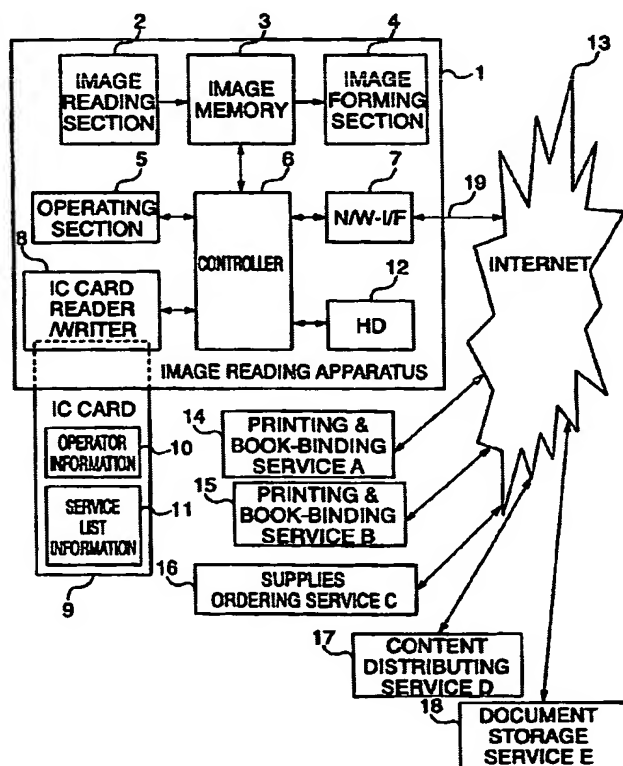 2
3
4
1
13
IMAGE
READING
SECTION
IMAGE
MEMORY
IMAGE
FORMING
SECTION
5
6
7
19
OPERATING
SECTION
CONTROLLER
N/W-I/F
INTERNET
8
12
IC CARD
READER
/WRITER
HD
IMAGE READING APPARATUS
IC CARD
OPERATOR
INFORMATION
10
SERVICE
LIST
INFORMATION
11
9
14
PRINTING &
BOOK-BINDING
SERVICE A
15
PRINTING &
BOOK-BINDING
SERVICE B
16
SUPPLIES
ORDERING SERVICE C
17
CONTENT
DISTRIBUTING
SERVICE D
18
DOCUMENT
STORAGE
SERVICE E